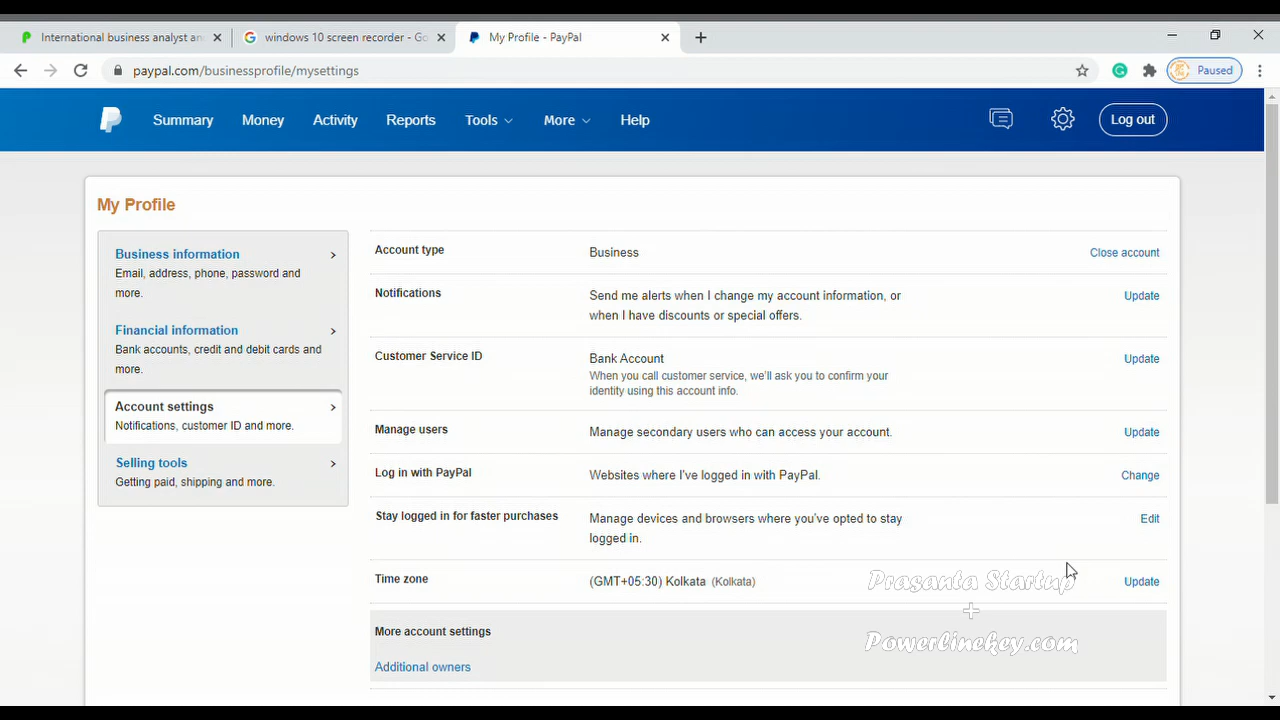 International business analyst an
windows 10 screen recorder - Go
My Profile - PayPal
paypal.com/businessprofile/mysettings
Paused
Summary
Money
Activity
Reports
Tools
More
Help
Log out
My Profile
Business information
Email, address, phone, password and
more.
Financial information
Bank accounts, credit and debit cards and
more.
Account settings
Notifications, customer ID and more.
Selling tools
Getting paid, shipping and more.
Account type
Business
Close account
Notifications
Send me alerts when I change my account information, or
when I have discounts or special offers.
Update
Customer Service ID
Bank Account
When you call customer service, we'll ask you to confirm your
identity using this account info.
Update
Manage users
Manage secondary users who can access your account.
Update
Log in with PayPal
Websites where I've logged in with PayPal.
Change
Stay logged in for faster purchases
Manage devices and browsers where you've opted to stay
logged in.
Edit
Time zone
(GMT+05:30) Kolkata (Kolkata)
Update
More account settings
Additional owners
Prasanta Startup
+
Powerlinekey.com